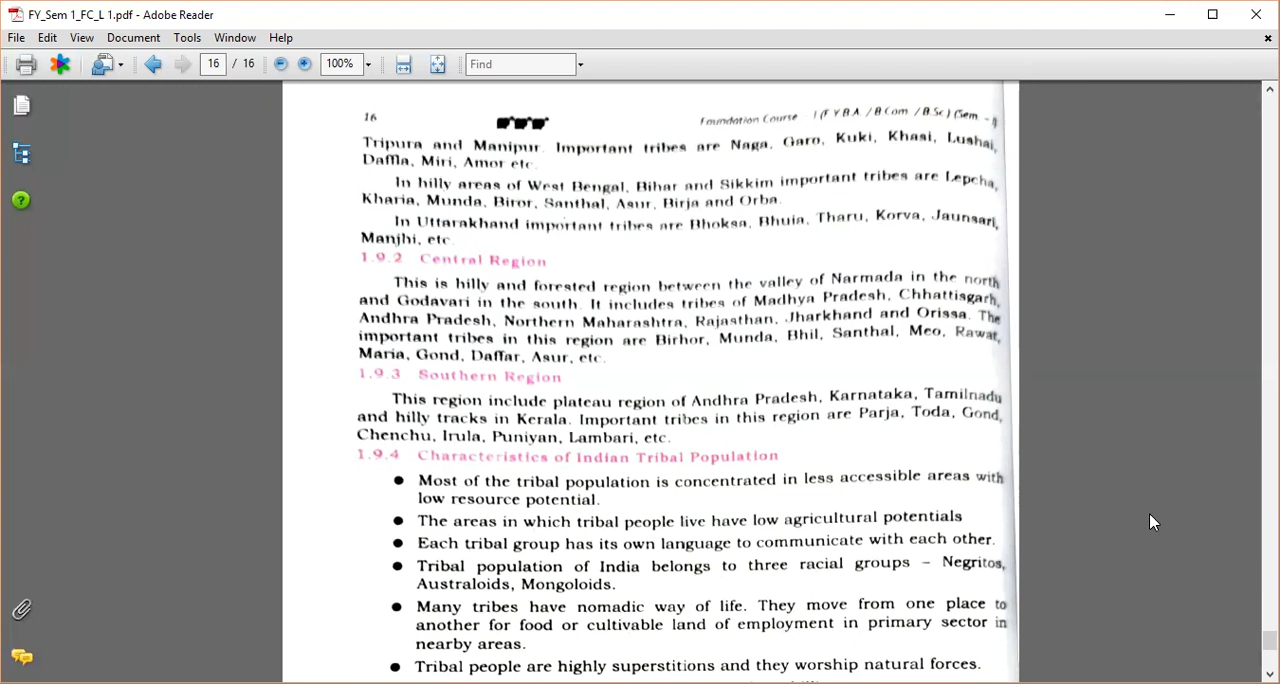 FY_Sem 1_FC_L 1.pdf - Adobe Reader
File Edit View Document Tools Window Help
16 / 16 100% Find
16 Foundation Course - I (F.Y.B.A. / B.Com. / B.Sc.) (Sem. - I)
Tripura and Manipur. Important tribes are Naga, Garo, Kuki, Khasi, Lushai,
Daffla, Miri, Amor etc.
In hilly areas of West Bengal, Bihar and Sikkim important tribes are Lepcha,
Kharia, Munda, Biror, Santhal, Asur, Birja and Orba.
In Uttarakhand important tribes are Bhoksa, Bhuia, Tharu, Korva, Jaunsari,
Manjhi, etc.
1.9.2 Central Region
This is hilly and forested region between the valley of Narmada in the north
and Godavari in the south. It includes tribes of Madhya Pradesh, Chhattisgarh,
Andhra Pradesh, Northern Maharashtra, Rajasthan, Jharkhand and Orissa. The
important tribes in this region are Birhor, Munda, Bhil, Santhal, Meo, Rawat,
Maria, Gond, Daffar, Asur, etc.
1.9.3 Southern Region
This region include plateau region of Andhra Pradesh, Karnataka, Tamilnadu
and hilly tracks in Kerala. Important tribes in this region are Parja, Toda, Gond,
Chenchu, Irula, Puniyan, Lambari, etc.
1.9.4 Characteristics of Indian Tribal Population
● Most of the tribal population is concentrated in less accessible areas with
low resource potential.
● The areas in which tribal people live have low agricultural potentials
● Each tribal group has its own language to communicate with each other.
● Tribal population of India belongs to three racial groups – Negritos,
Australoids, Mongoloids.
● Many tribes have nomadic way of life. They move from one place to
another for food or cultivable land of employment in primary sector in
nearby areas.
● Tribal people are highly superstitions and they worship natural forces.